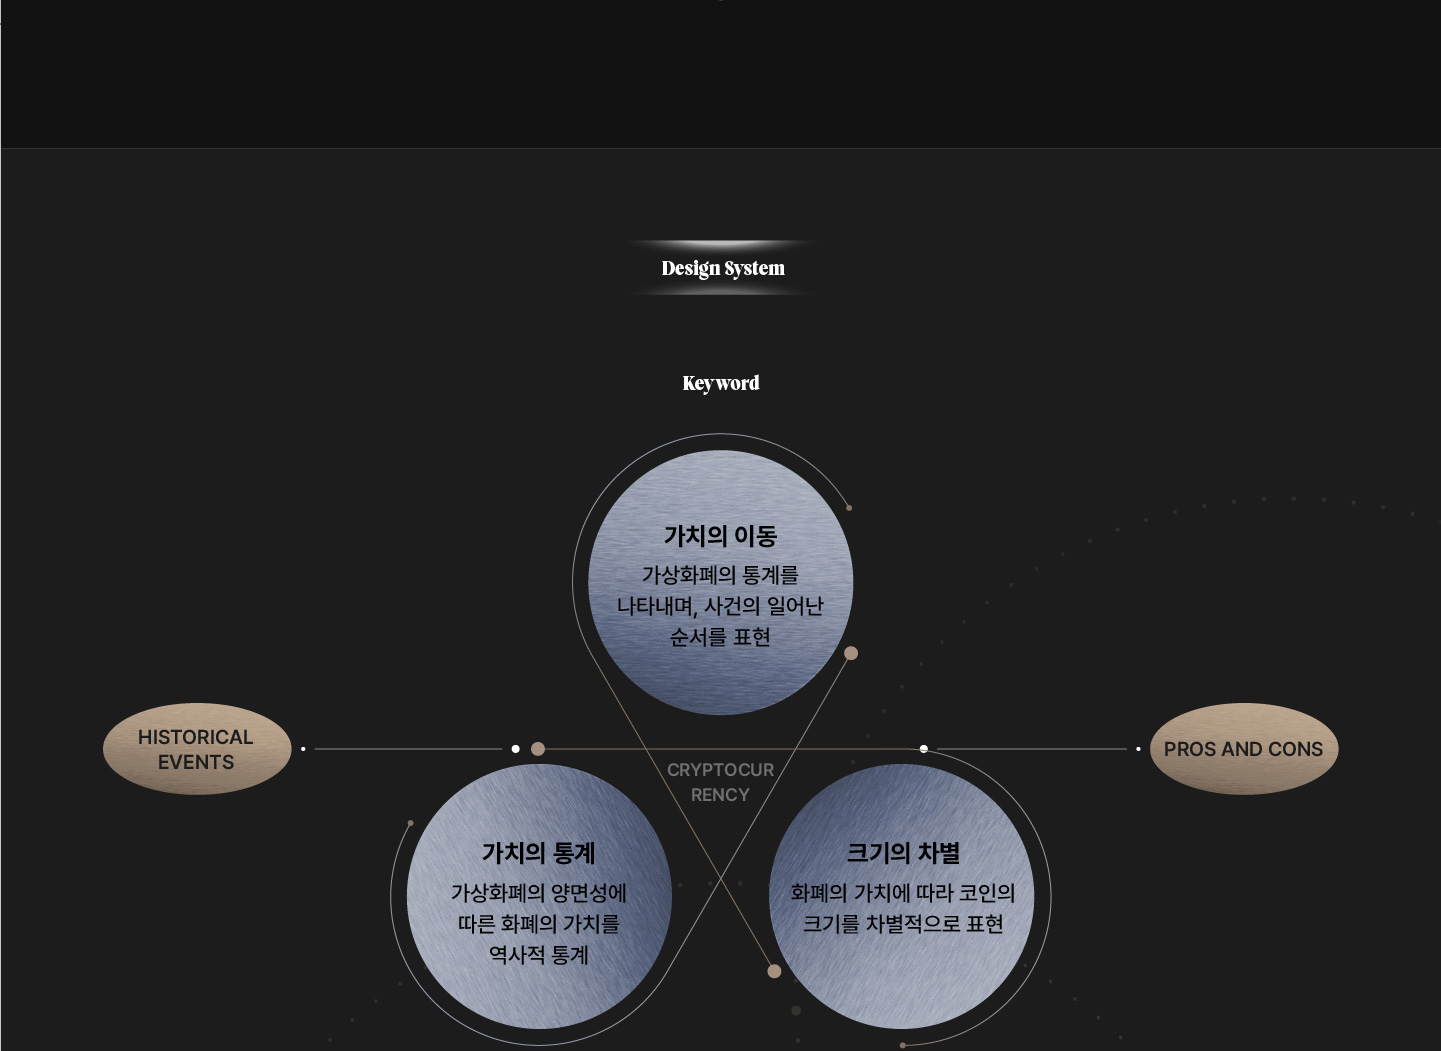 Design System
Keyword
가치의 이동
가상화폐의 통계를
나타내며, 사건의 일어난
순서를 표현
HISTORICAL
EVENTS
PROS AND CONS
CRYPTOCUR
RENCY
가치의 통계
가상화폐의 양면성에
따른 화폐의 가치를
역사적 통계
크기의 차별
화폐의 가치에 따라 코인의
크기를 차별적으로 표현